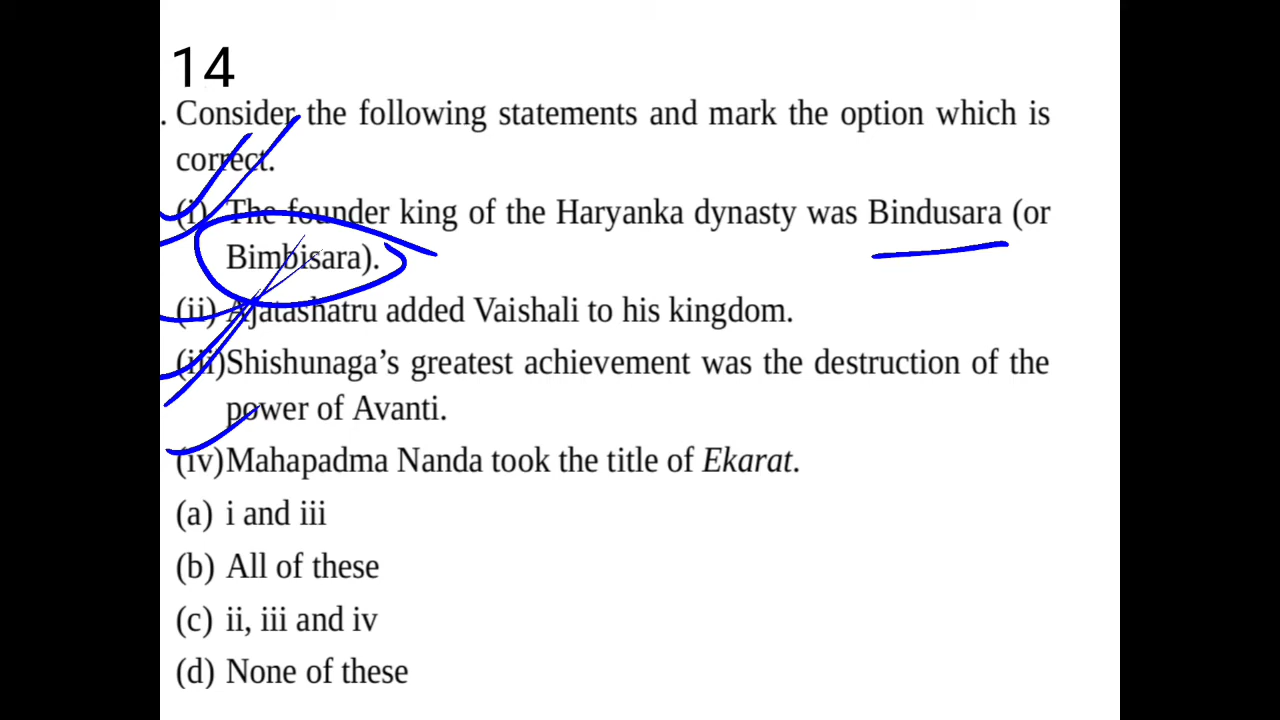 14
. Consider the following statements and mark the option which is
correct.
(i) The founder king of the Haryanka dynasty was Bindusara (or
Bimbisara).
(ii) Ajatashatru added Vaishali to his kingdom.
(iii)Shishunaga’s greatest achievement was the destruction of the
power of Avanti.
(iv)Mahapadma Nanda took the title of Ekarat.
(a) i and iii
(b) All of these
(c) ii, iii and iv
(d) None of these